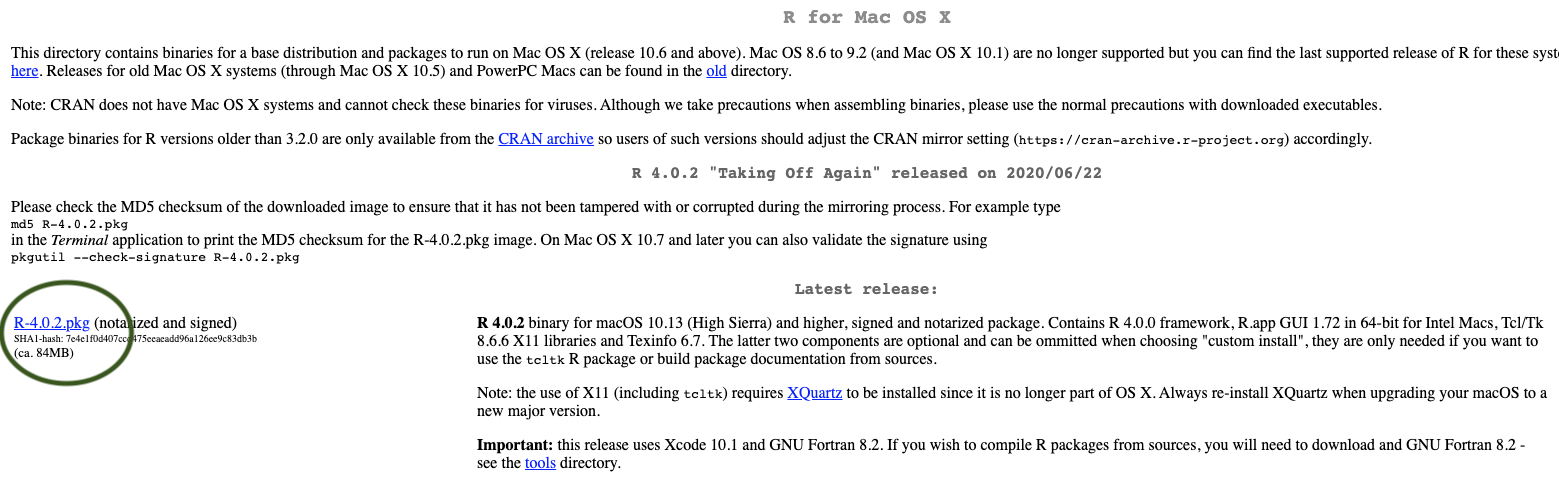 R for Mac OS X
This directory contains binaries for a base distribution and packages to run on Mac OS X (release 10.6 and above). Mac OS 8.6 to 9.2 (and Mac OS X 10.1) are no longer supported but you can find the last supported release of R for these syst
here. Releases for old Mac OS X systems (through Mac OS X 10.5) and PowerPC Macs can be found in the old directory.
Note: CRAN does not have Mac OS X systems and cannot check these binaries for viruses. Although we take precautions when assembling binaries, please use the normal precautions with downloaded executables.
Package binaries for R versions older than 3.2.0 are only available from the CRAN archive so users of such versions should adjust the CRAN mirror setting (https://cran-archive.r-project.org) accordingly.
R 4.0.2 "Taking Off Again" released on 2020/06/22
Please check the MD5 checksum of the downloaded image to ensure that it has not been tampered with or corrupted during the mirroring process. For example type
md5 R-4.0.2.pkg
in the Terminal application to print the MD5 checksum for the R-4.0.2.pkg image. On Mac OS X 10.7 and later you can also validate the signature using
pkgutil --check-signature R-4.0.2.pkg
Latest release:
R-4.0.2.pkg (notarized and signed)
SHA1-hash:
(ca. 84MB)
R 4.0.2 binary for macOS 10.13 (High Sierra) and higher, signed and notarized package. Contains R 4.0.0 framework, R.app GUI 1.72 in 64-bit for Intel Macs, Tcl/Tk
8.6.6 X11 libraries and Texinfo 6.7. The latter two components are optional and can be ommitted when choosing "custom install", they are only needed if you want to
use the tcltk R package or build package documentation from sources.
Note: the use of X11 (including tcltk) requires XQuartz to be installed since it is no longer part of OS X. Always re-install XQuartz when upgrading your macOS to a
new major version.
Important: this release uses Xcode 10.1 and GNU Fortran 8.2. If you wish to compile R packages from sources, you will need to download and GNU Fortran 8.2 -
see the tools directory.